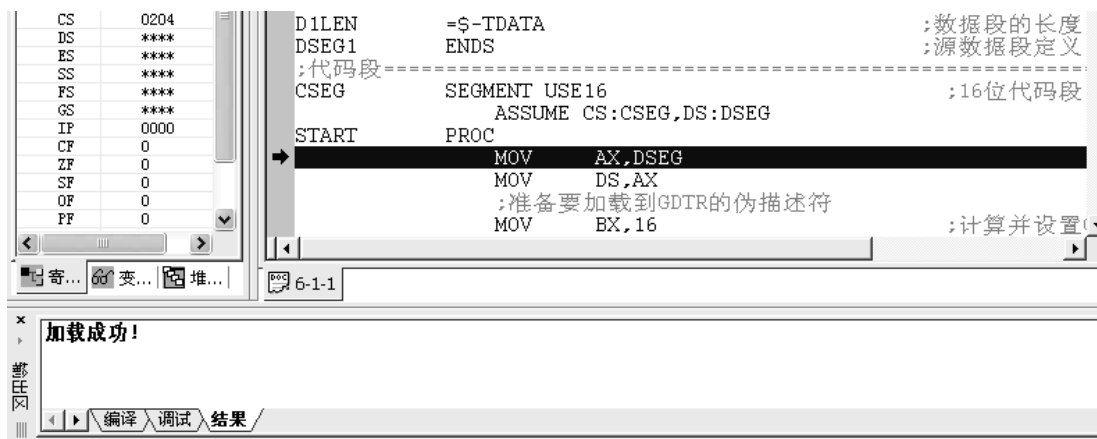 CS 0204
DS ****
ES ****
SS ****
FS ****
GS ****
IP 0000
CF 0
ZF 0
SF 0
OF 0
PF 0
寄... 变... 堆...
D1LEN =$-TDATA ;数据段的长度
DSEG1 ENDS ;源数据段定义
;代码段========================================================
CSEG SEGMENT USE16 ;16位代码段
ASSUME CS:CSEG,DS:DSEG
START PROC
MOV AX,DSEG
MOV DS,AX
;准备要加载到GDTR的伪描述符
MOV BX,16 ;计算并设置
6-1-1
加载成功!
编译 调试 结果